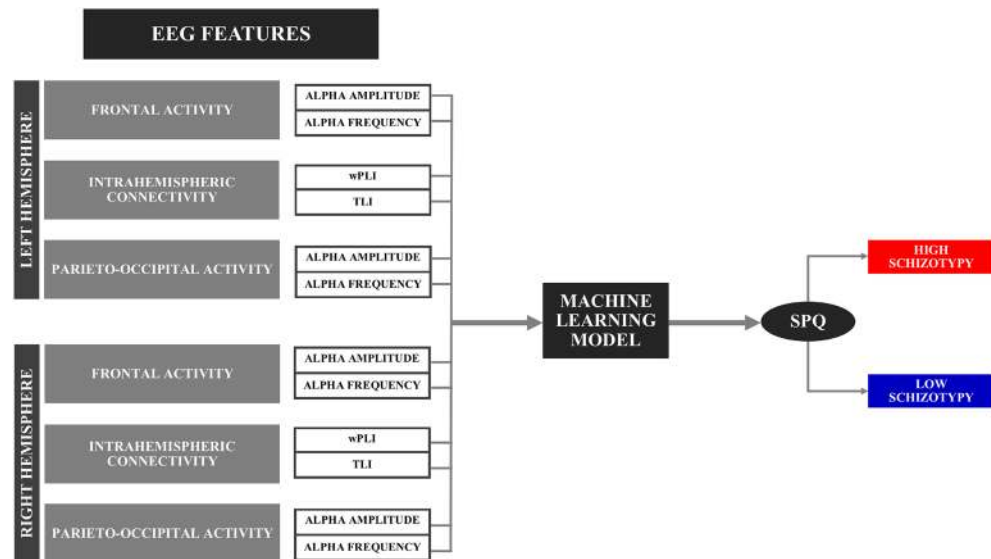 EEG FEATURES
LEFT HEMISPHERE
FRONTAL ACTIVITY
ALPHA AMPLITUDE
ALPHA FREQUENCY
INTRAHEMISPHERIC
CONNECTIVITY
wPLI
TLI
PARIETO-OCCIPITAL ACTIVITY
ALPHA AMPLITUDE
ALPHA FREQUENCY
RIGHT HEMISPHERE
FRONTAL ACTIVITY
ALPHA AMPLITUDE
ALPHA FREQUENCY
INTRAHEMISPHERIC
CONNECTIVITY
wPLI
TLI
PARIETO-OCCIPITAL ACTIVITY
ALPHA AMPLITUDE
ALPHA FREQUENCY
MACHINE
LEARNING
MODEL
SPQ
HIGH
SCHIZOTYPY
LOW
SCHIZOTYPY